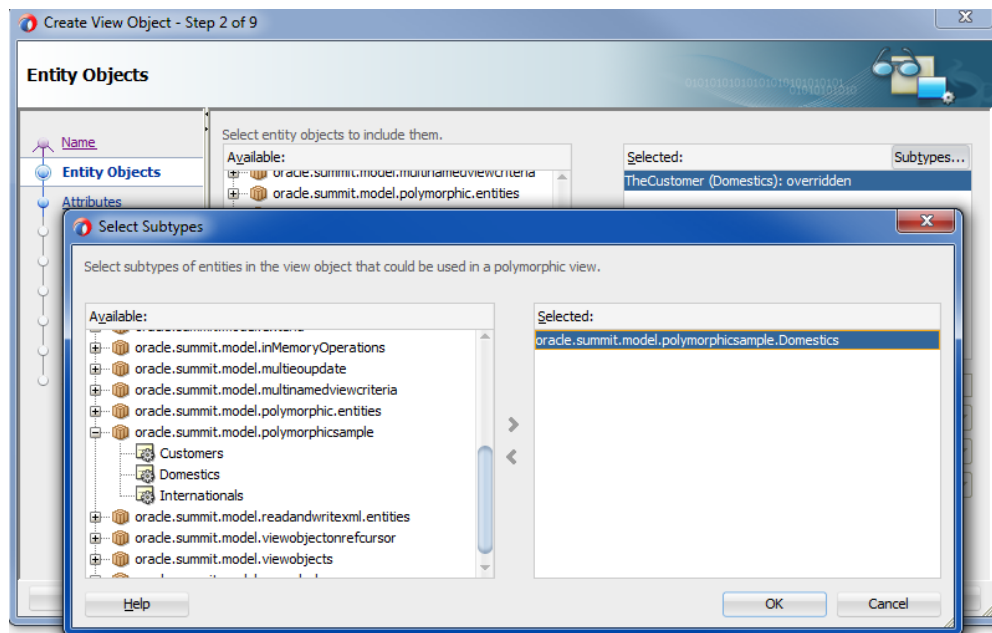 Create View Object - Step 2 of 9
Entity Objects
Name
Entity Objects
Attributes
Select entity objects to include them.
Available:
oracle.summit.model.multinamedviewcriteria
oracle.summit.model.polymorphic.entities
Selected:
Subtypes...
TheCustomer (Domestics): overridden
Select Subtypes
Select subtypes of entities in the view object that could be used in a polymorphic view.
Available:
oracle.summit.model.inMemoryOperations
oracle.summit.model.multieoupdate
oracle.summit.model.multinamedviewcriteria
oracle.summit.model.polymorphic.entities
oracle.summit.model.polymorphicsample
Customers
Domestics
Internationals
oracle.summit.model.readandwritexml.entities
oracle.summit.model.viewobjectonrefcursor
oracle.summit.model.viewobjects
Selected:
oracle.summit.model.polymorphicsample.Domestics
Help
OK
Cancel